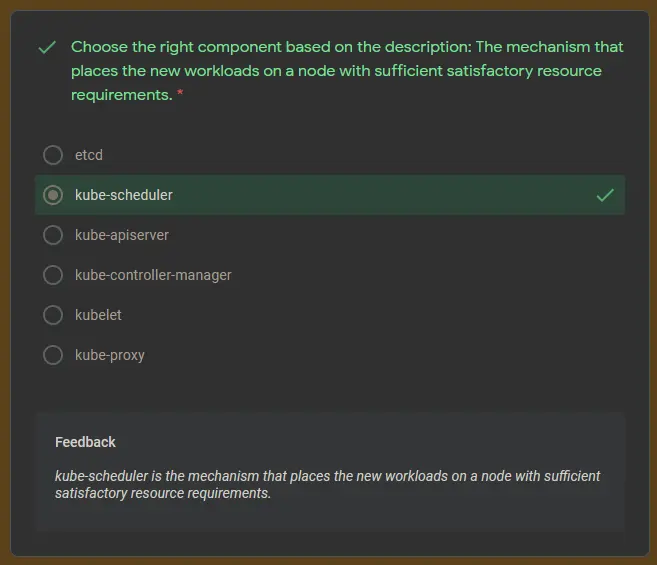 Choose the right component based on the description: The mechanism that
places the new workloads on a node with sufficient satisfactory resource
requirements. *
etcd
kube-scheduler
kube-apiserver
kube-controller-manager
kubelet
kube-proxy
Feedback
kube-scheduler is the mechanism that places the new workloads on a node with sufficient
satisfactory resource requirements.